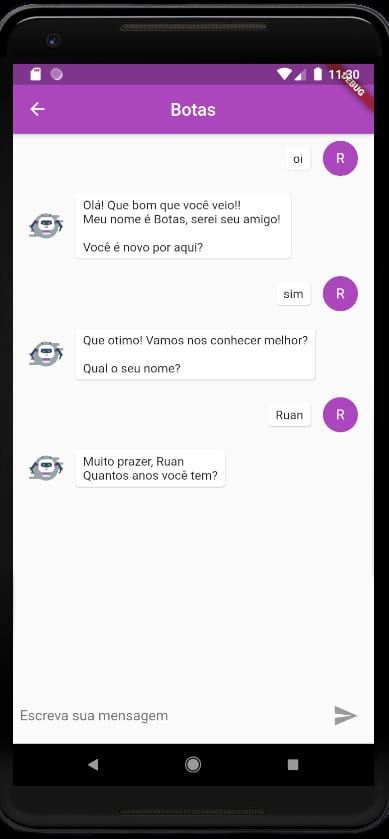 11:30
DEBUG
Botas
oi
R
Olá! Que bom que você veio!!
Meu nome é Botas, serei seu amigo!
Você é novo por aqui?
sim
R
Que otimo! Vamos nos conhecer melhor?
Qual o seu nome?
Ruan
R
Muito prazer, Ruan
Quantos anos você tem?
Escreva sua mensagem